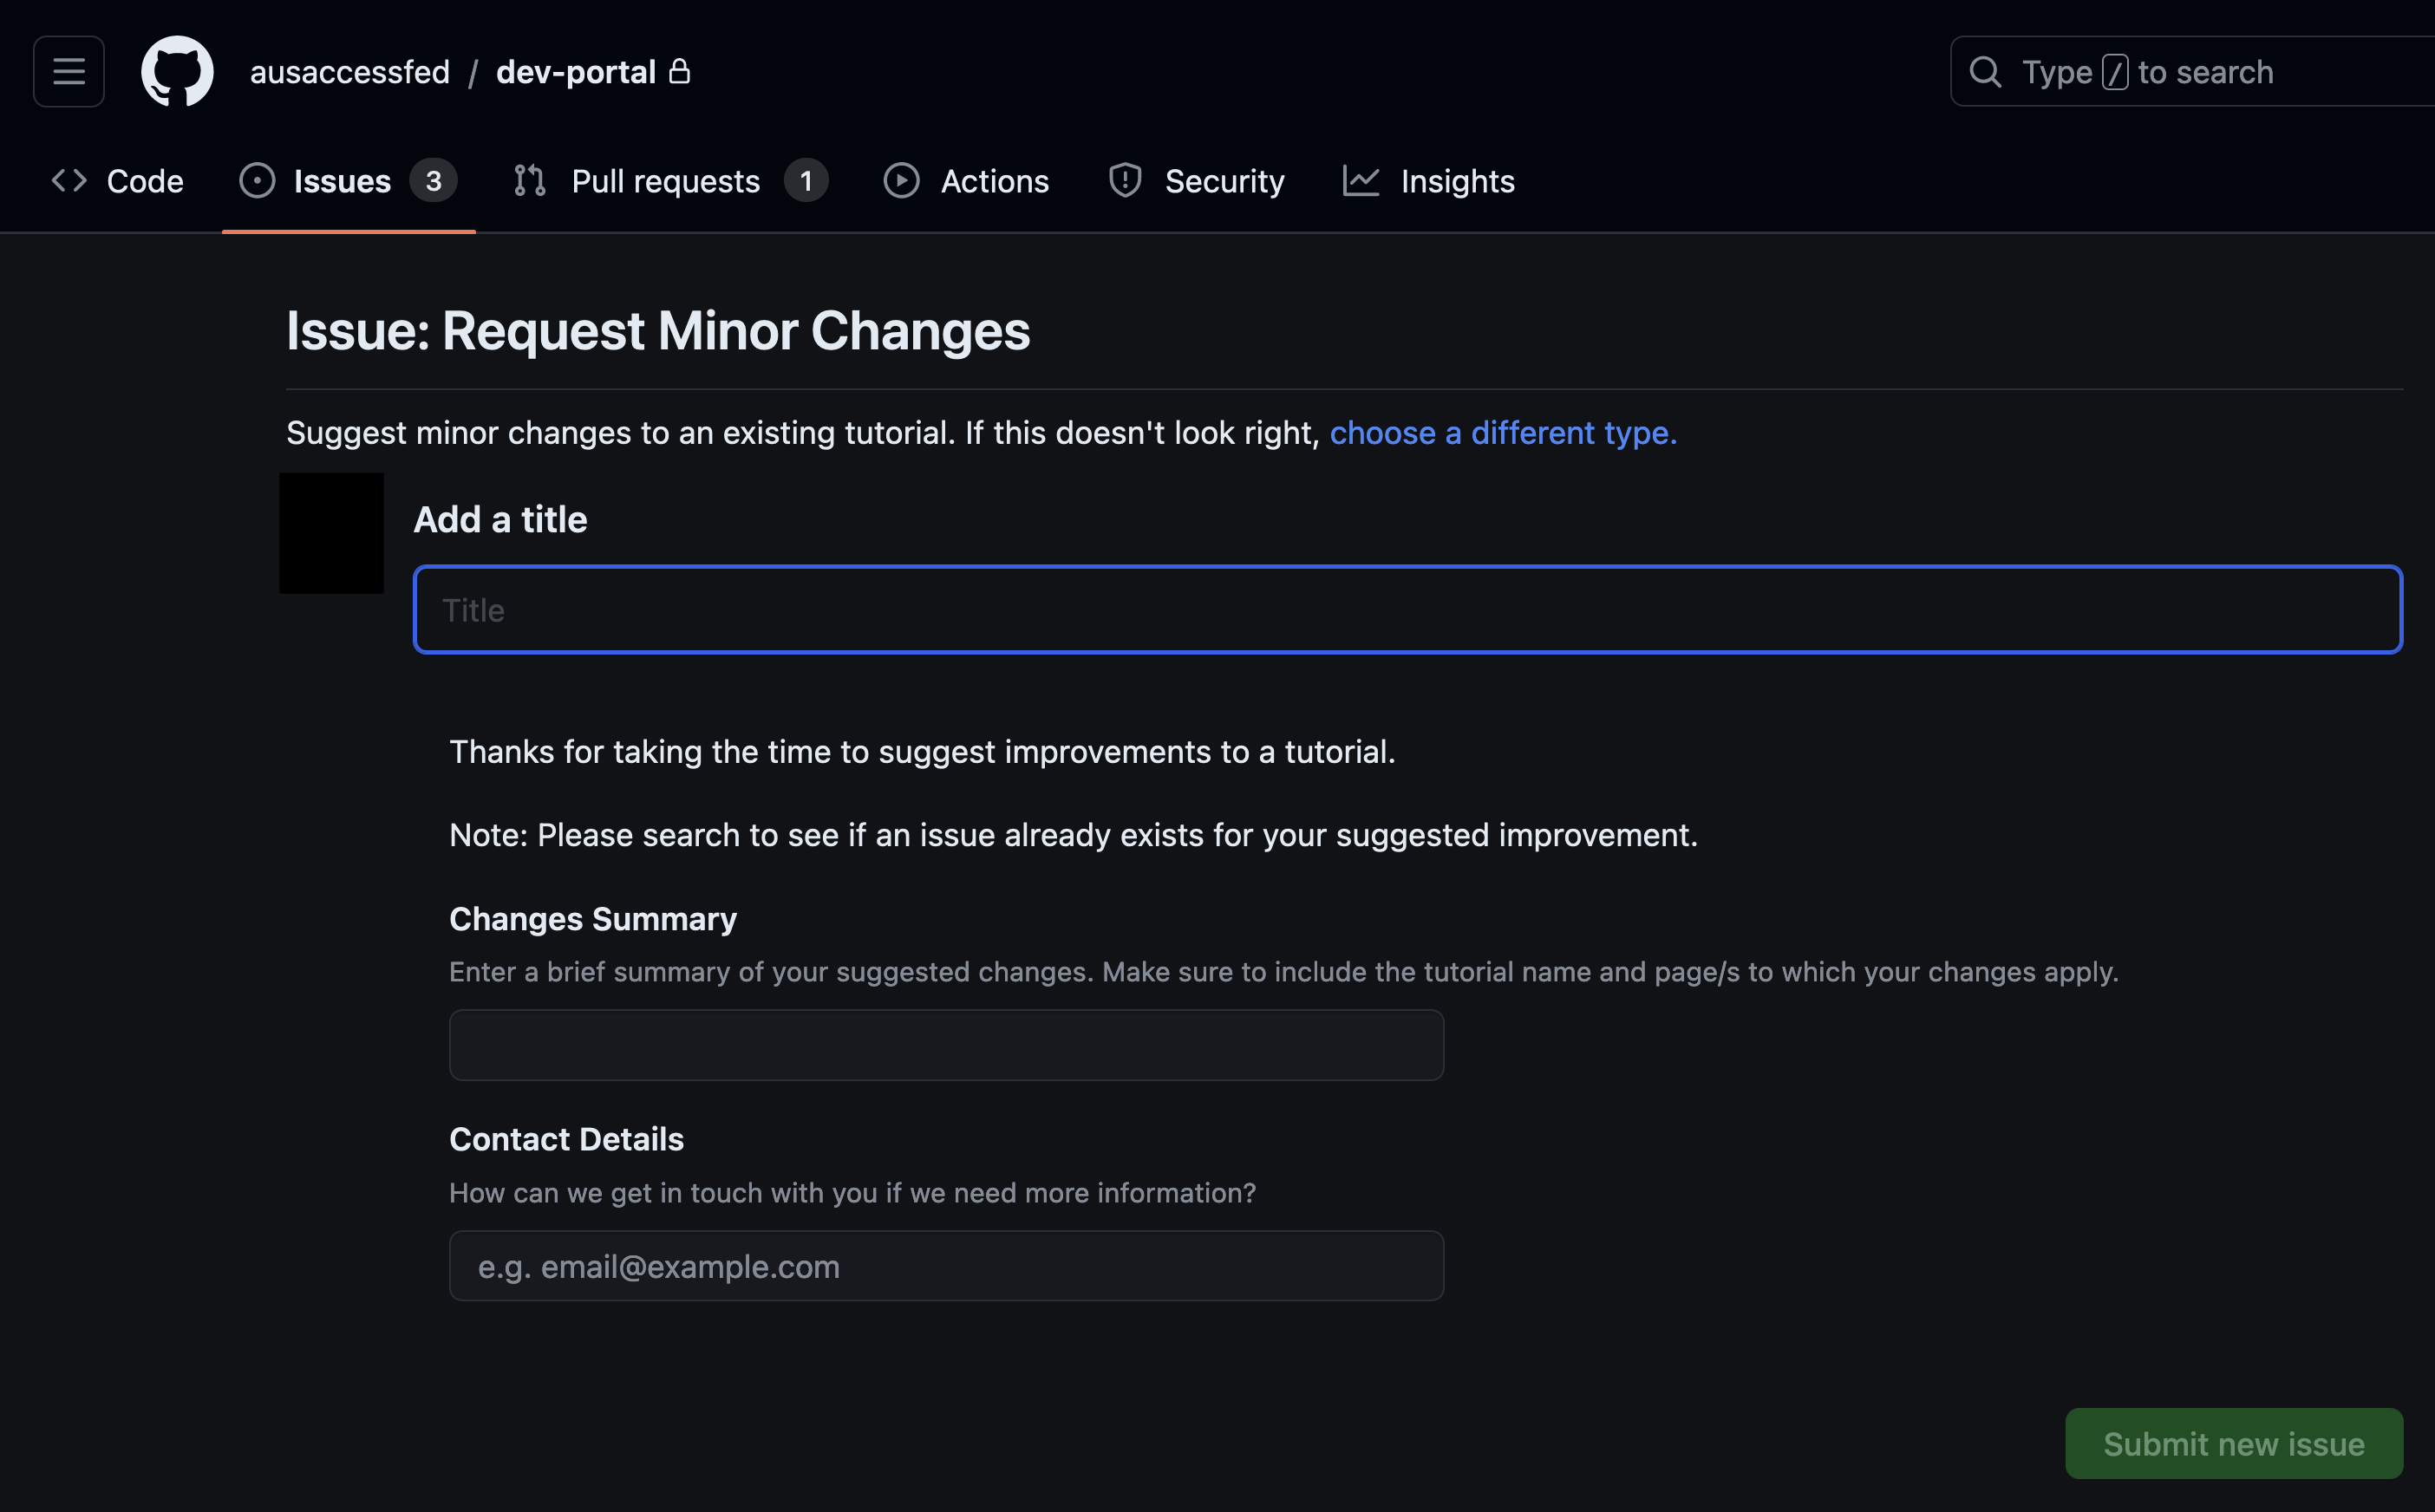 ausaccessfed / dev-portal
Type / to search
Code
Issues 3
Pull requests 1
Actions
Security
Insights
Issue: Request Minor Changes
Suggest minor changes to an existing tutorial. If this doesn't look right, choose a different type.
Add a title
Title
Thanks for taking the time to suggest improvements to a tutorial.
Note: Please search to see if an issue already exists for your suggested improvement.
Changes Summary
Enter a brief summary of your suggested changes. Make sure to include the tutorial name and page/s to which your changes apply.
Contact Details
How can we get in touch with you if we need more information?
e.g. email@example.com
Submit new issue